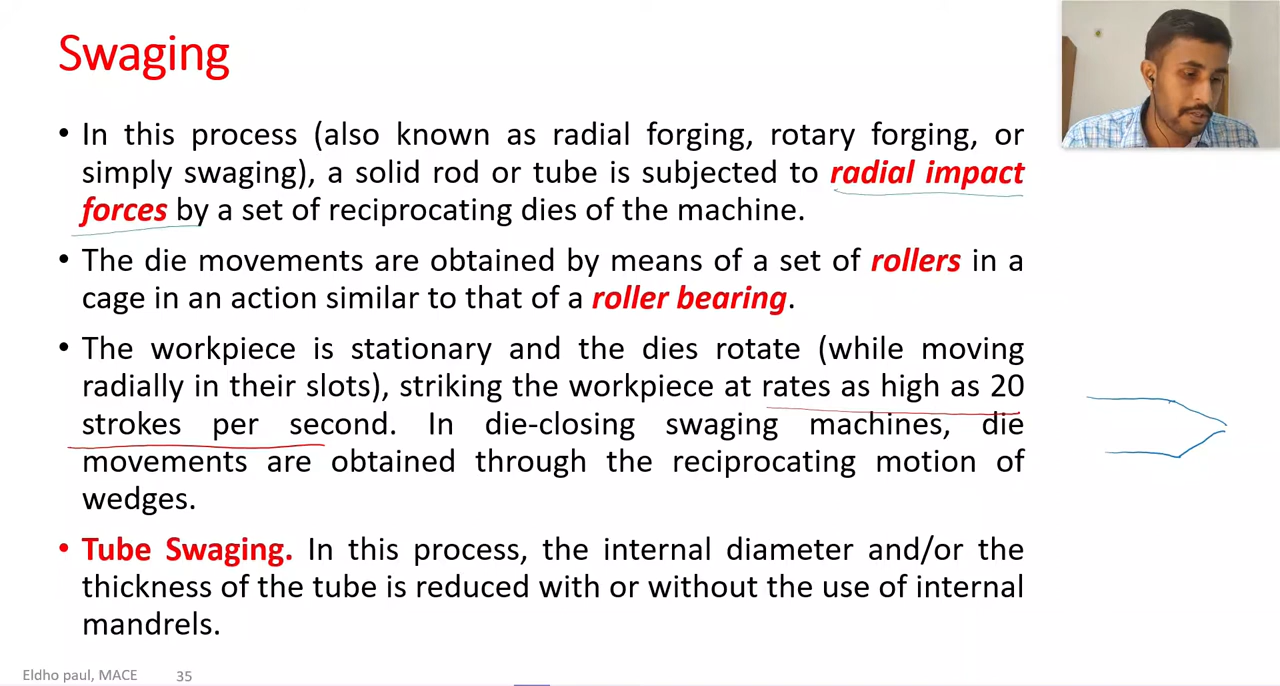 Swaging
• In this process (also known as radial forging, rotary forging, or
simply swaging), a solid rod or tube is subjected to radial impact
forces by a set of reciprocating dies of the machine.
• The die movements are obtained by means of a set of rollers in a
cage in an action similar to that of a roller bearing.
• The workpiece is stationary and the dies rotate (while moving
radially in their slots), striking the workpiece at rates as high as 20
strokes per second. In die-closing swaging machines, die
movements are obtained through the reciprocating motion of
wedges.
• Tube Swaging. In this process, the internal diameter and/or the
thickness of the tube is reduced with or without the use of internal
mandrels.
Eldho paul, MACE 35